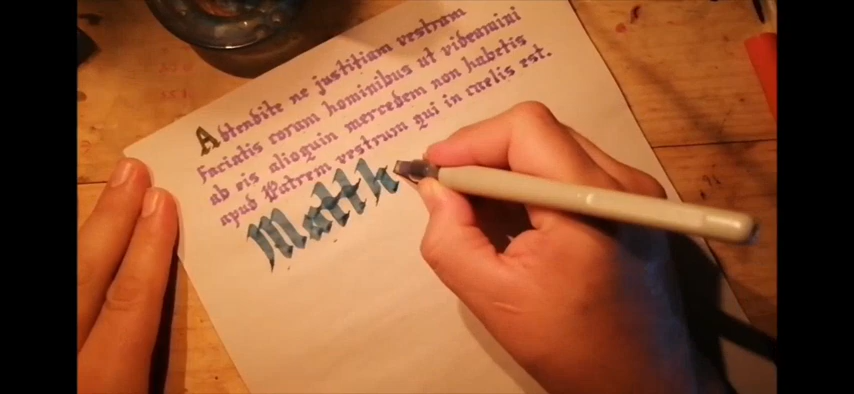 Abtendite ne justitiam vestram
faciatis coram hominibus ut videamini
ab eis alioquin mercedem non habetis
apud Patrem vestrum qui in caelis est.
Matth